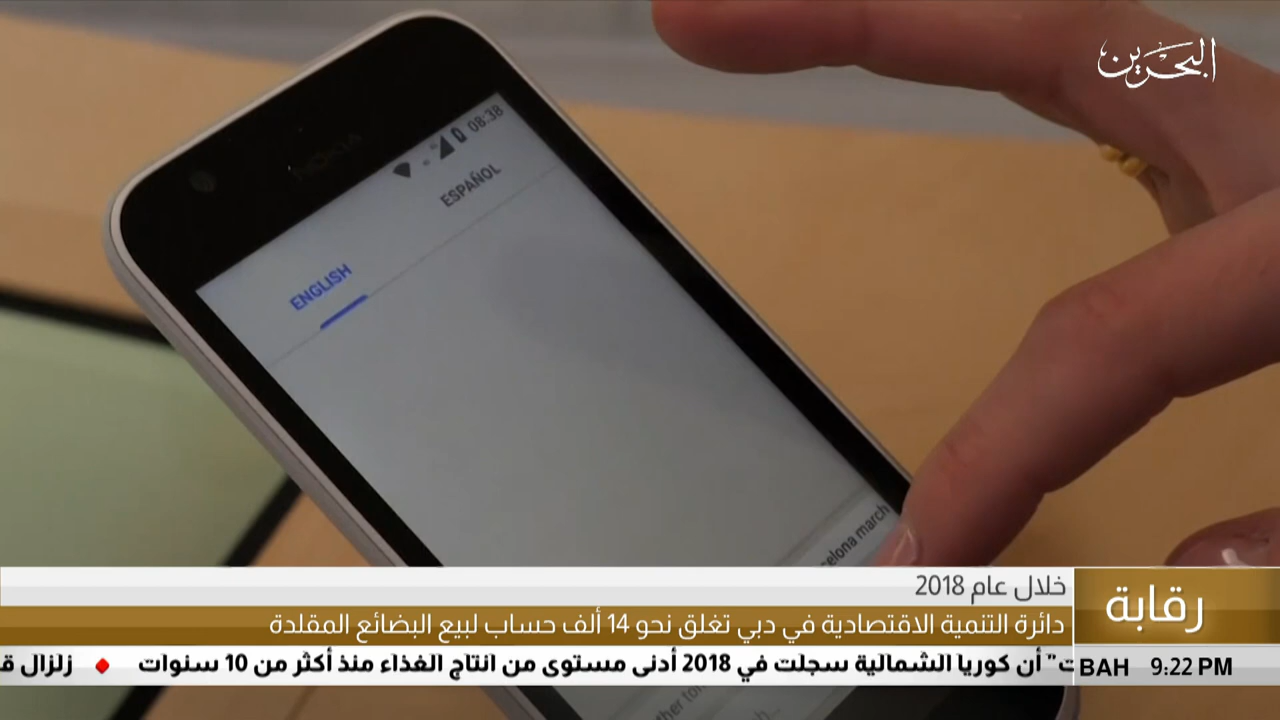 البحرين
NOKIA
08:38
ENGLISH
ESPAÑOL
selona march
خلال عام 2018
رقابة
دائرة التنمية الاقتصادية في دبي تغلق نحو 14 ألف حساب لبيع البضائع المقلدة
ت" أن كوريا الشمالية سجلت في 2018 أدنى مستوى من انتاج الغذاء منذ أكثر من 10 سنوات ♦ زلزال
BAH 9:22 PM